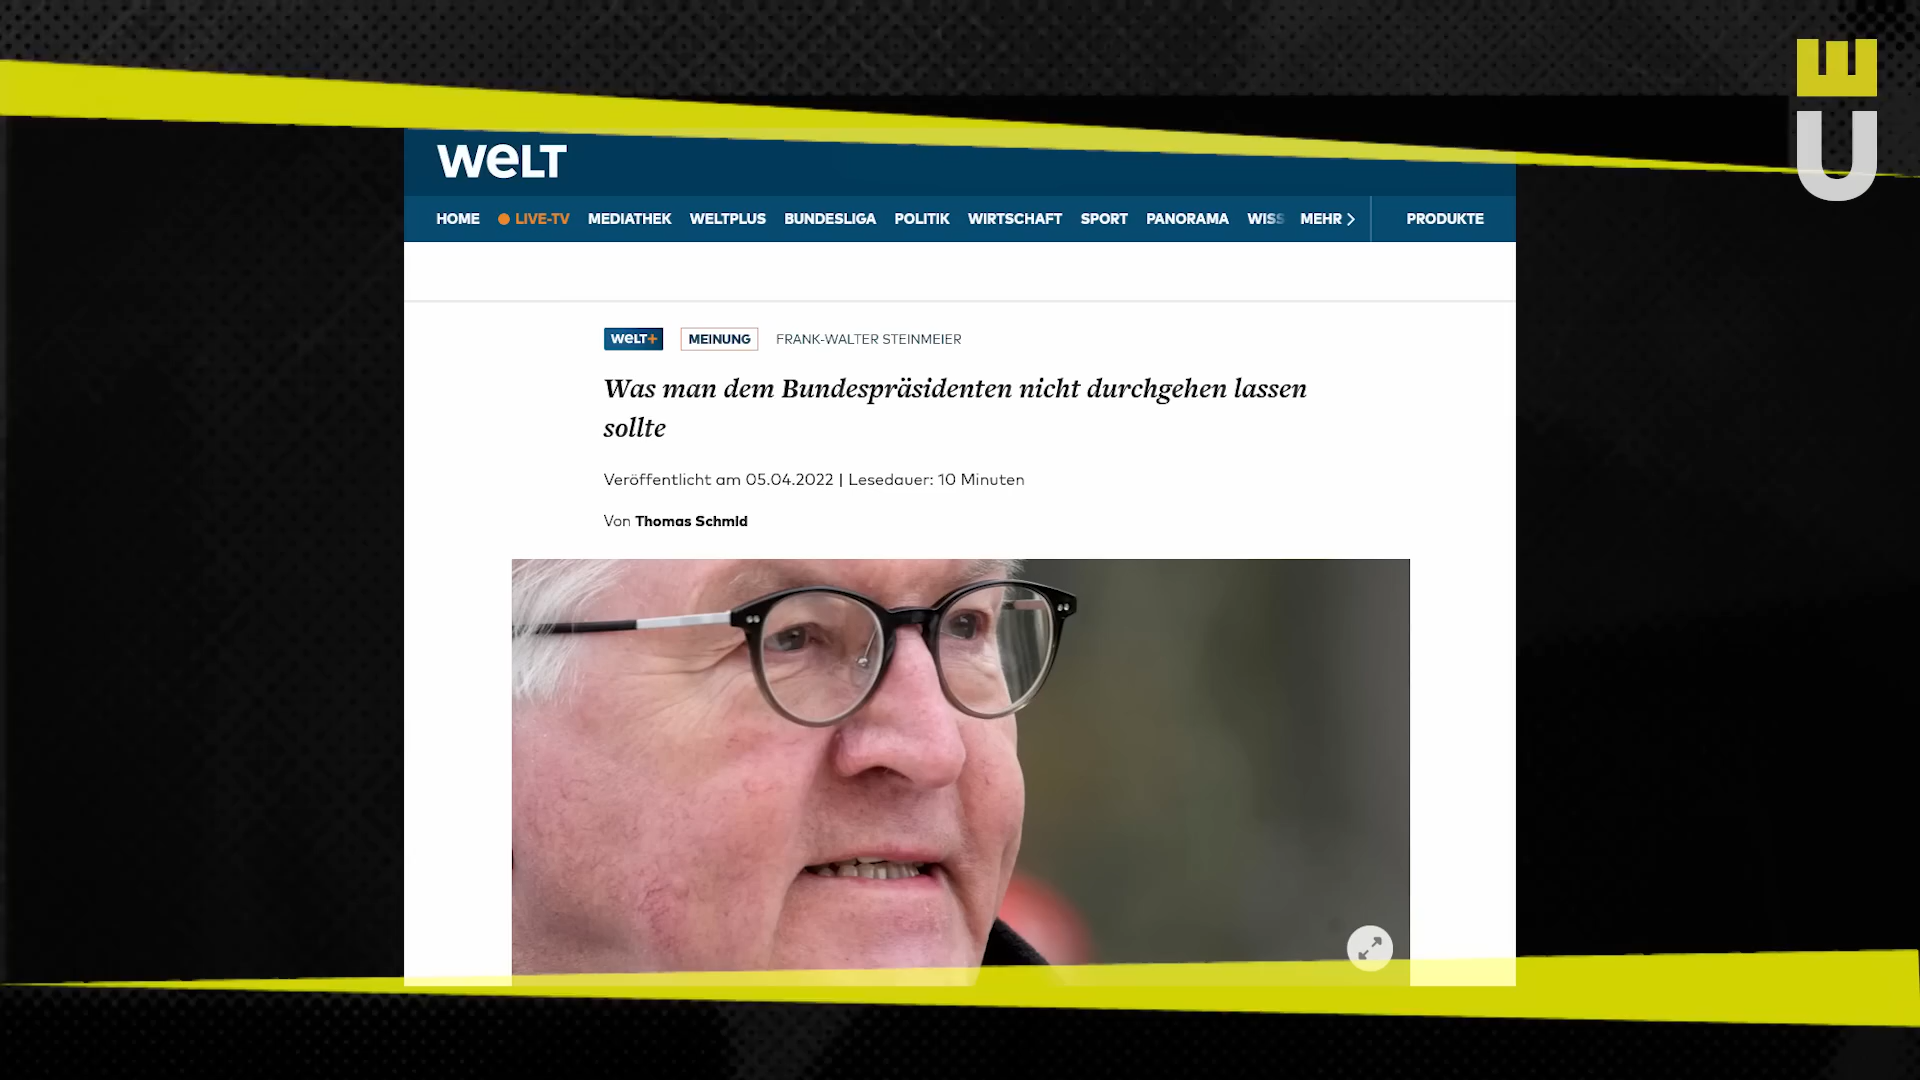 WELT
HOME LIVE-TV MEDIATHEK WELTPLUS BUNDESLIGA POLITIK WIRTSCHAFT SPORT PANORAMA WISS MEHR PRODUKTE
WELT+ MEINUNG FRANK-WALTER STEINMEIER
Was man dem Bundespräsidenten nicht durchgehen lassen
sollte
Veröffentlicht am 05.04.2022 | Lesedauer: 10 Minuten
Von Thomas Schmid